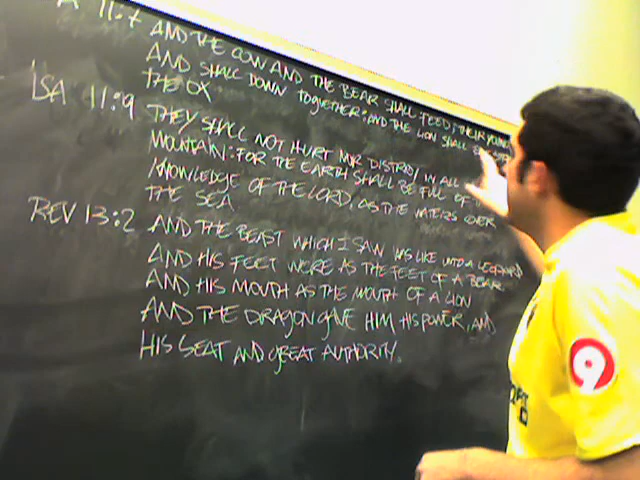 11:7 AND THE COW AND THE BEAR SHALL FEED; THEIR YOUNG
AND SHALL DOWN TOGETHER: AND THE LION SHALL
THE OX
ISA 11:9 THEY SHALL NOT HURT NOR DISTROY IN ALL
MOUNTAIN: FOR THE EARTH SHALL BE FULL OF
KNOWLEDGE OF THE LORD, AS THE WATERS COVER
THE SEA
REV 13:2 AND THE BEAST WHICH I SAW WAS LIKE UNTO A LEOPARD
AND HIS FEET WERE AS THE FEET OF A BEAR
AND HIS MOUTH AS THE MOUTH OF A LION
AND THE DRAGON GAVE HIM HIS POWER, AND
HIS SEAT AND GREAT AUTHORITY.
9